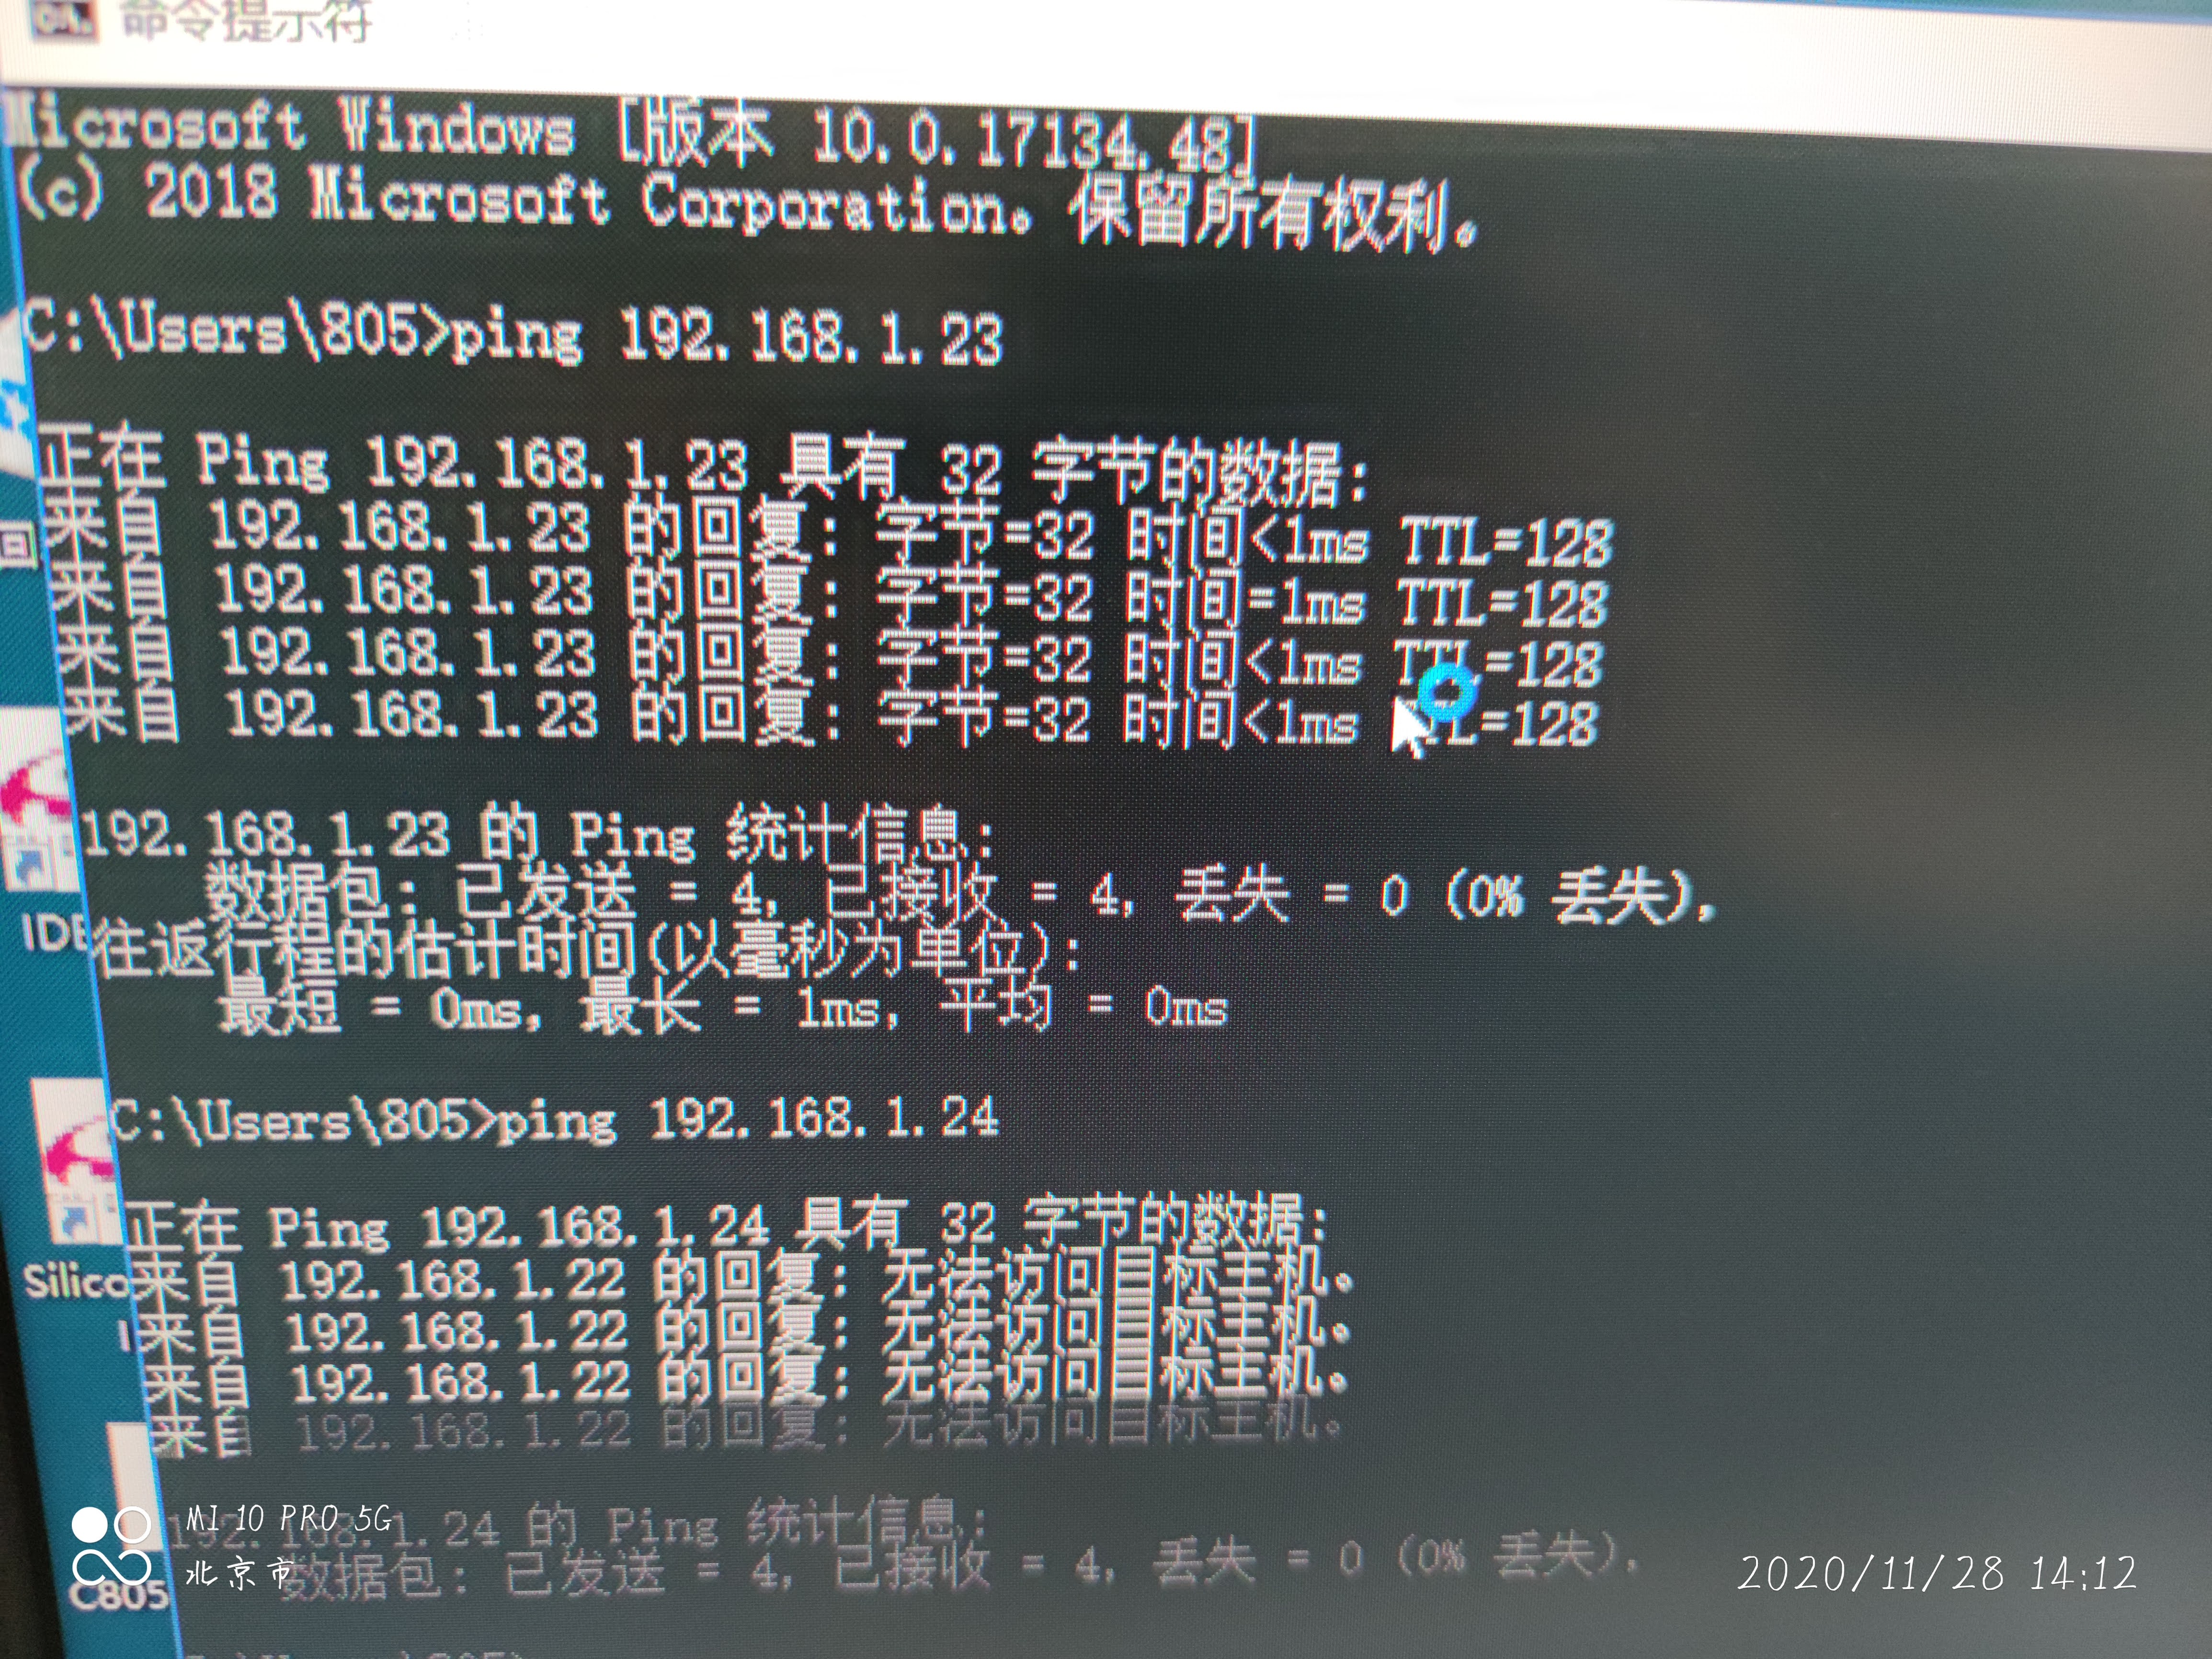 命令提示符
Microsoft Windows [版本 10.0.17134.48]
(c) 2018 Microsoft Corporation。保留所有权利。
C:\Users\805>ping 192.168.1.23
正在 Ping 192.168.1.23 具有 32 字节的数据:
来自 192.168.1.23 的回复: 字节=32 时间<1ms TTL=128
来自 192.168.1.23 的回复: 字节=32 时间=1ms TTL=128
来自 192.168.1.23 的回复: 字节=32 时间<1ms TTL=128
来自 192.168.1.23 的回复: 字节=32 时间<1ms TTL=128
192.168.1.23 的 Ping 统计信息:
数据包: 已发送 = 4, 已接收 = 4, 丢失 = 0 (0% 丢失),
往返行程的估计时间(以毫秒为单位):
最短 = 0ms, 最长 = 1ms, 平均 = 0ms
C:\Users\805>ping 192.168.1.24
正在 Ping 192.168.1.24 具有 32 字节的数据:
来自 192.168.1.22 的回复: 无法访问目标主机。
来自 192.168.1.22 的回复: 无法访问目标主机。
来自 192.168.1.22 的回复: 无法访问目标主机。
来自 192.168.1.22 的回复: 无法访问目标主机。
192.168.1.24 的 Ping 统计信息:
数据包: 已发送 = 4, 已接收 = 4, 丢失 = 0 (0% 丢失),
IDE
Silico
C805
MI 10 PRO 5G
北京市
2020/11/28 14:12